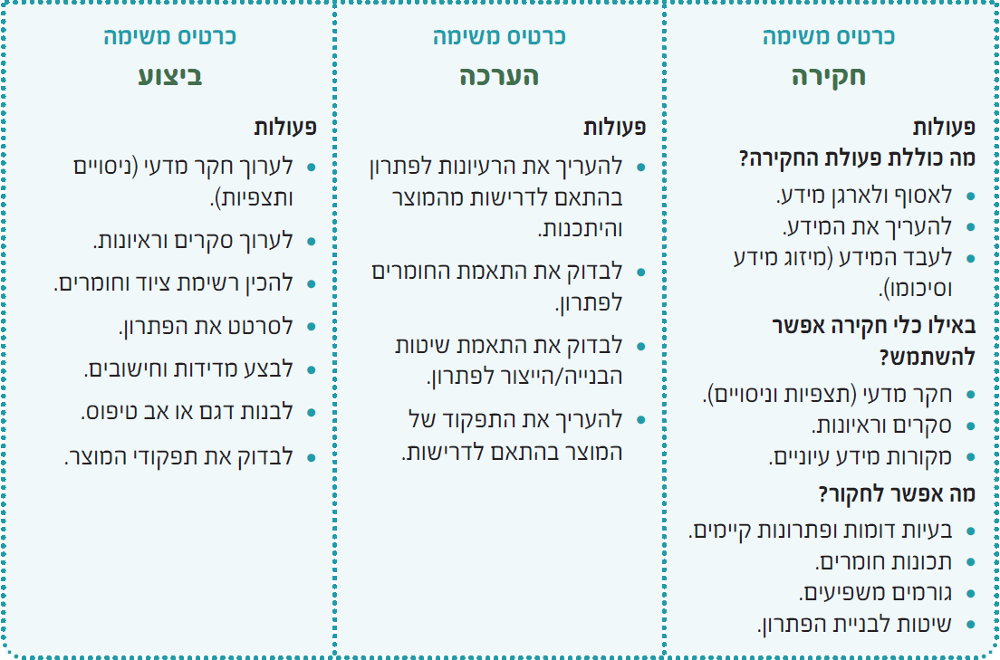 כרטיס משימה
חקירה
פעולות
מה כוללת פעולת החקירה?
• לאסוף ולארגן מידע.
• להעריך את המידע.
• לעבד המידע (מיזוג מידע
וסיכומו).
באילו כלי חקירה אפשר
להשתמש?
• חקר מדעי (תצפיות וניסויים).
• סקרים וראיונות.
• מקורות מידע עיוניים.
מה אפשר לחקור?
• בעיות דומות ופתרונות קיימים.
• תכונות חומרים.
• גורמים משפיעים.
• שיטות לבניית הפתרון.
כרטיס משימה
הערכה
פעולות
• להעריך את הרעיונות לפתרון
בהתאם לדרישות מהמוצר
והיתכנות.
• לבדוק את התאמת החומרים
לפתרון.
• לבדוק את התאמת שיטות
הבנייה/הייצור לפתרון.
• להעריך את התפקוד של
המוצר בהתאם לדרישות.
כרטיס משימה
ביצוע
פעולות
• לערוך חקר מדעי (ניסויים
ותצפיות).
• לערוך סקרים וראיונות.
• להכין רשימת ציוד וחומרים.
• לסרטט את הפתרון.
• לבצע מדידות וחישובים.
• לבנות דגם או אב טיפוס.
• לבדוק את תפקודי המוצר.